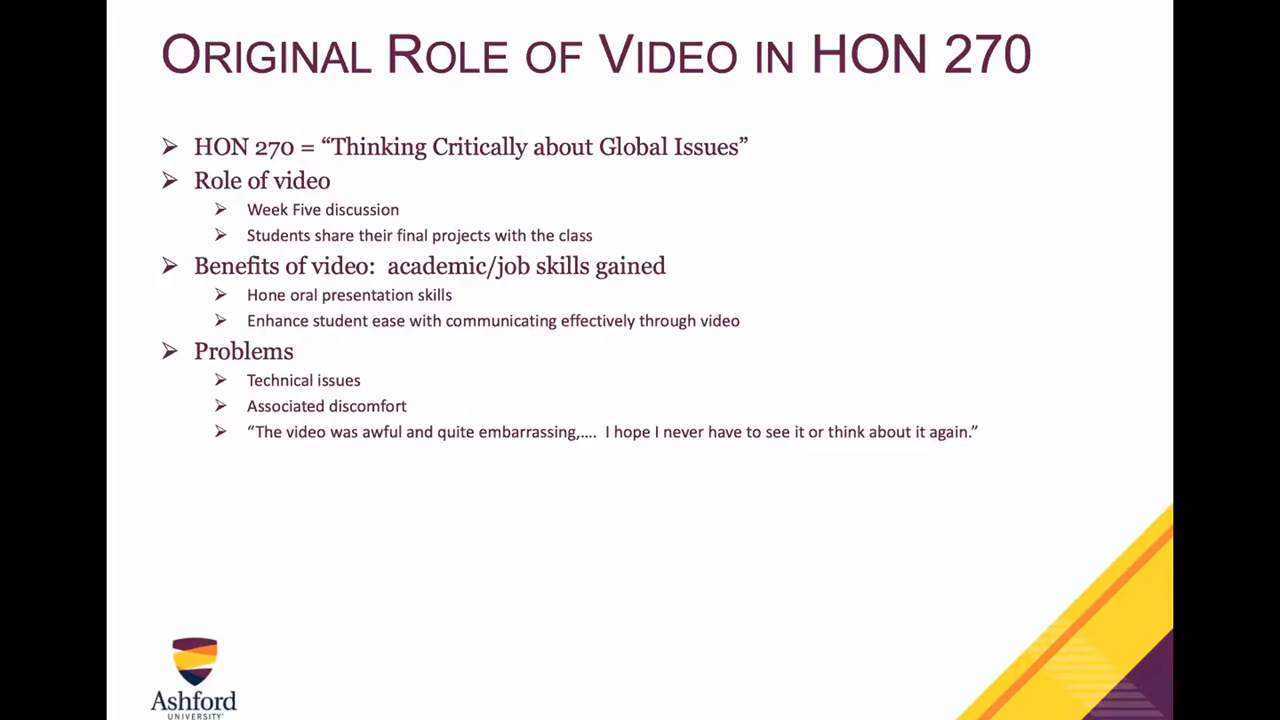 ORIGINAL ROLE OF VIDEO IN HON 270
HON 270 = “Thinking Critically about Global Issues”
Role of video
Week Five discussion
Students share their final projects with the class
Benefits of video:  academic/job skills gained
Hone oral presentation skills
Enhance student ease with communicating effectively through video
Problems
Technical issues
Associated discomfort
“The video was awful and quite embarrassing,....  I hope I never have to see it or think about it again.”
Ashford
UNIVERSITY